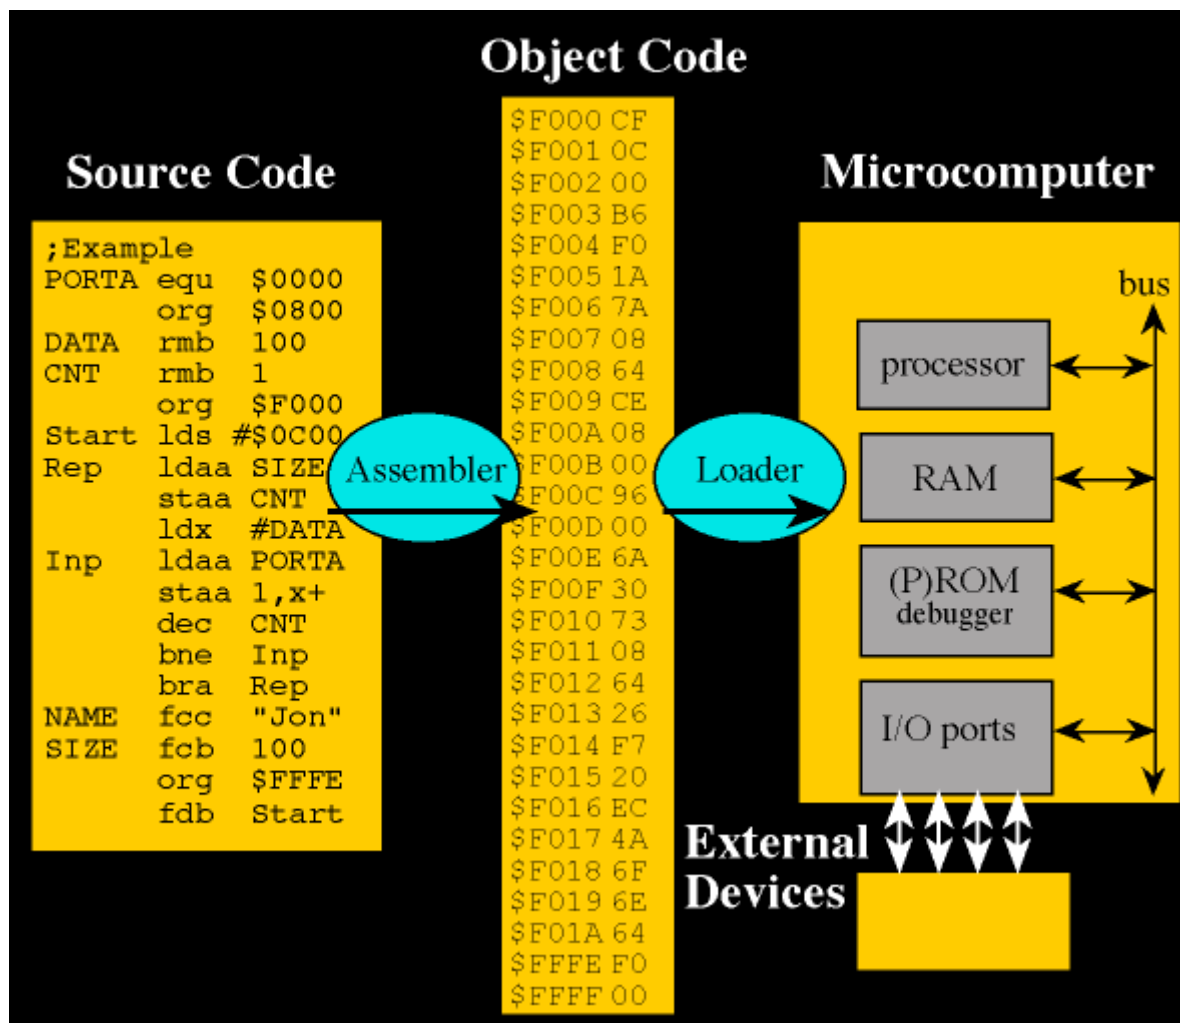 Object Code
Source Code
Microcomputer
;Example
PORTA equ $0000
org $0800
DATA rmb 100
CNT rmb 1
org $F000
Start lds #$0C00
Rep ldaa SIZE
staa CNT
ldx #DATA
Inp ldaa PORTA
staa 1,x+
dec CNT
bne Inp
bra Rep
NAME fcc "Jon"
SIZE fcb 100
org $FFFE
fdb Start
Assembler
$F000 CF
$F001 0C
$F002 00
$F003 B6
$F004 F0
$F005 1A
$F006 7A
$F007 08
$F008 64
$F009 CE
$F00A 08
$F00B 00
$F00C 96
$F00D 00
$F00E 6A
$F00F 30
$F010 73
$F011 08
$F012 64
$F013 26
$F014 F7
$F015 20
$F016 EC
$F017 4A
$F018 6F
$F019 6E
$F01A 64
$FFFE F0
$FFFF 00
Loader
bus
processor
RAM
(P)ROM
debugger
I/O ports
External
Devices